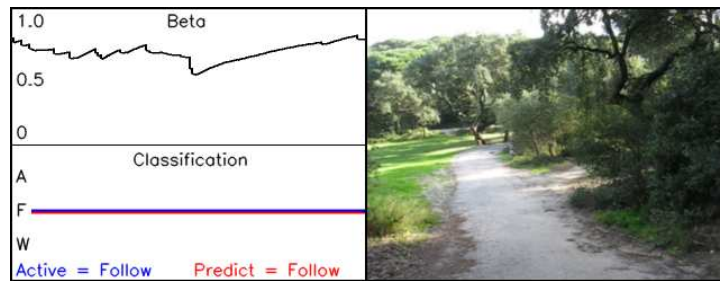 1.0 Beta
0.5
0
Classification
A
F
W
Active = Follow Predict = Follow